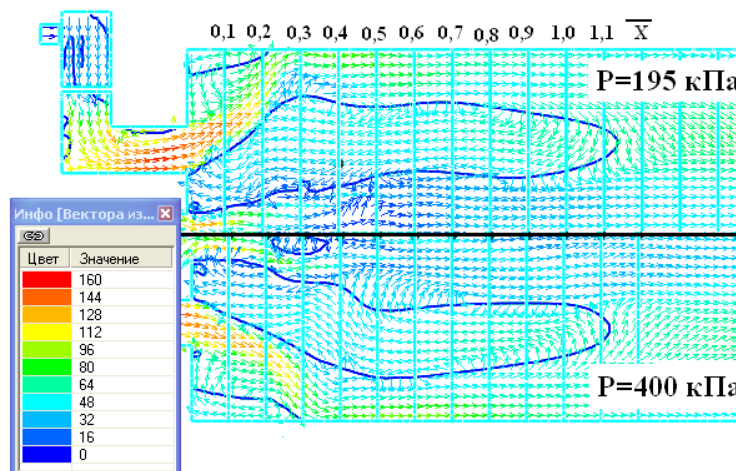 0,1 0,2 0,3 0,4 0,5 0,6 0,7 0,8 0,9 1,0 1,1 X
P=195 кПа
Инфо [Вектора из...
Цвет Значение
160
144
128
112
96
80
64
48
32
16
0
P=400 кПа